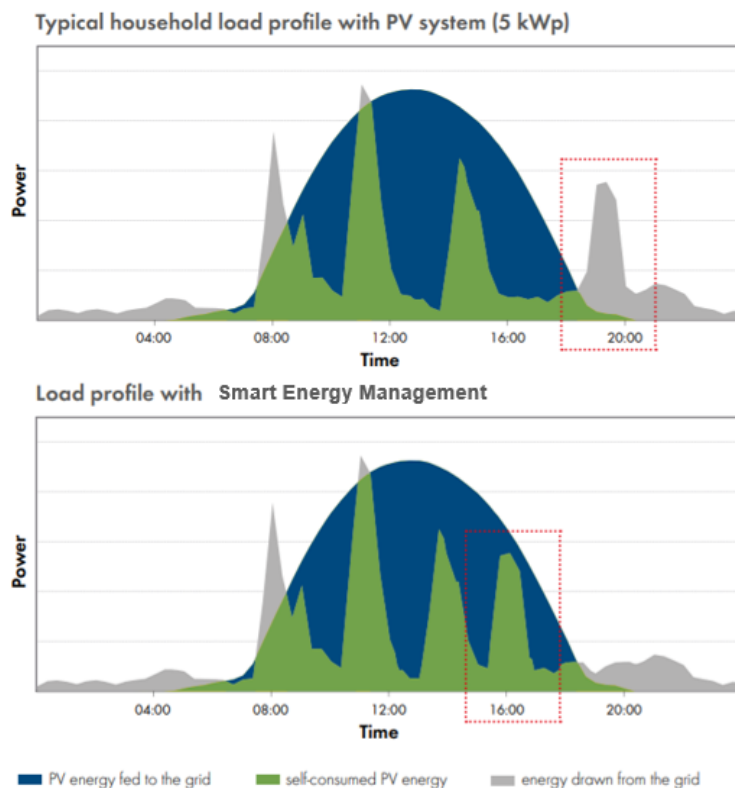 Typical household load profile with PV system (5 kWp)
Power
04:00 08:00 12:00 16:00 20:00
Time
Load profile with Smart Energy Management
Power
04:00 08:00 12:00 16:00 20:00
Time
PV energy fed to the grid self-consumed PV energy energy drawn from the grid